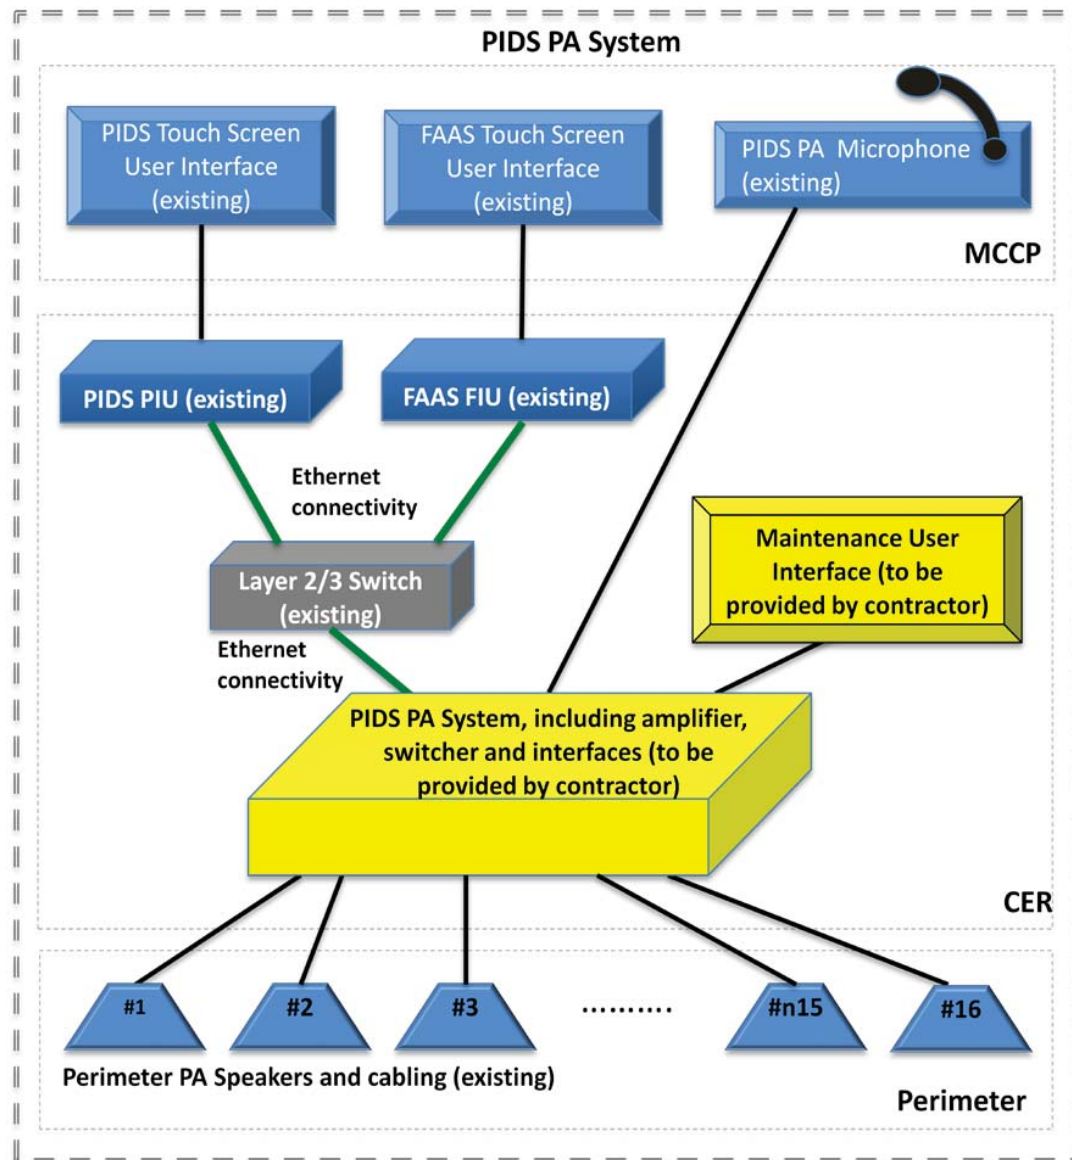 PIDS PA System
PIDS Touch Screen
User Interface
(existing)
FAAS Touch Screen
User Interface
(existing)
PIDS PA Microphone
(existing)
MCCP
PIDS PIU (existing)
FAAS FIU (existing)
Ethernet
connectivity
Layer 2/3 Switch
(existing)
Maintenance User
Interface (to be
provided by contractor)
Ethernet
connectivity
PIDS PA System, including amplifier,
switcher and interfaces (to be
provided by contractor)
CER
#1
#2
#3
..........
#n15
#16
Perimeter PA Speakers and cabling (existing)
Perimeter